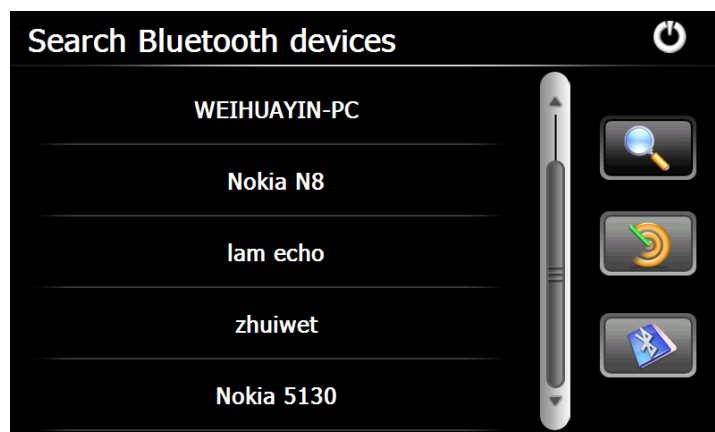 Search Bluetooth devices
WEIHUAYIN-PC
Nokia N8
lam echo
zhuiwet
Nokia 5130